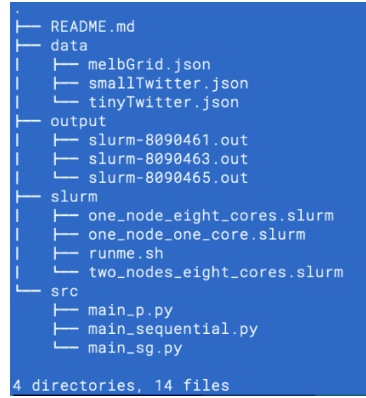 .
├── README.md
├── data
│   ├── melbGrid.json
│   ├── smallTwitter.json
│   └── tinyTwitter.json
├── output
│   ├── slurm-8090461.out
│   ├── slurm-8090463.out
│   └── slurm-8090465.out
├── slurm
│   ├── one_node_eight_cores.slurm
│   ├── one_node_one_core.slurm
│   ├── runme.sh
│   └── two_nodes_eight_cores.slurm
└── src
    ├── main_p.py
    ├── main_sequential.py
    └── main_sg.py

4 directories, 14 files